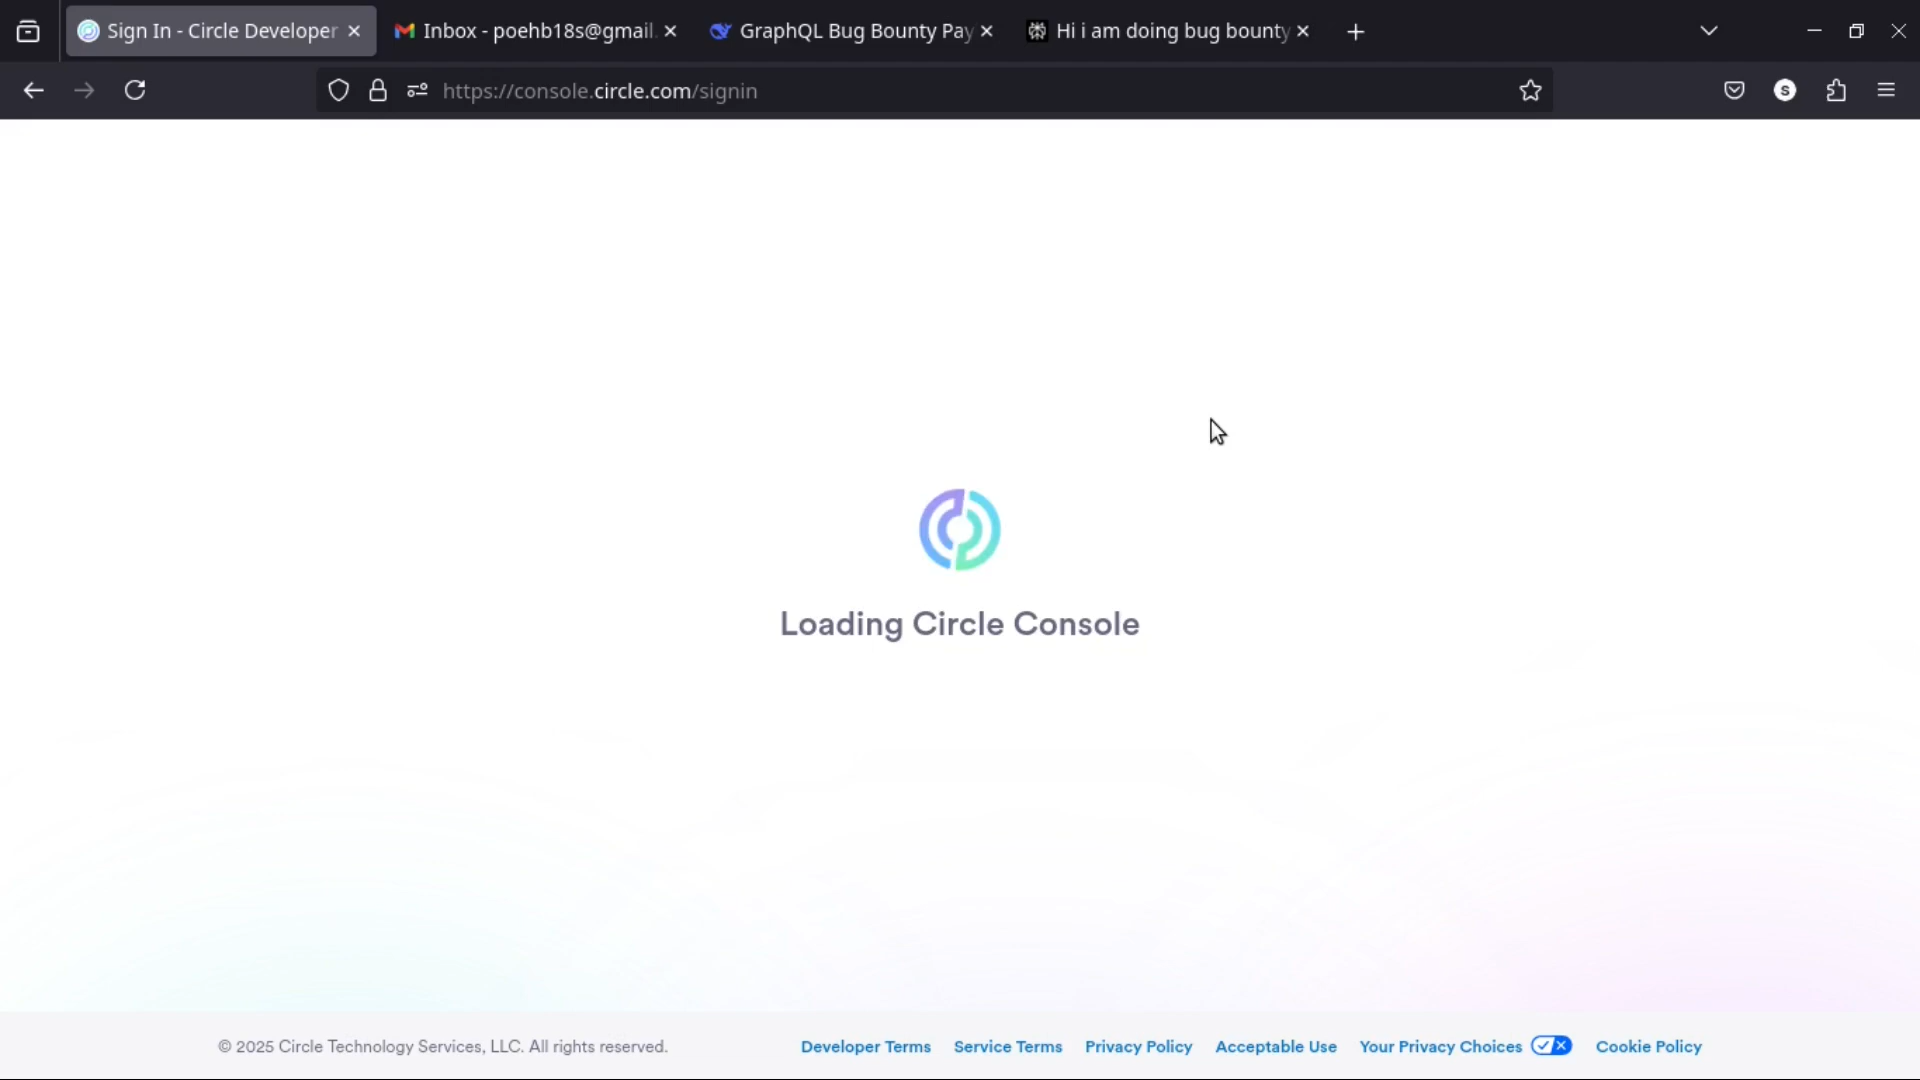 Sign In - Circle Developer
Inbox - poehb18s@gmail.
GraphQL Bug Bounty Pay
Hi i am doing bug bounty
https://console.circle.com/signin
S
Loading Circle Console
© 2025 Circle Technology Services, LLC. All rights reserved.
Developer Terms
Service Terms
Privacy Policy
Acceptable Use
Your Privacy Choices
Cookie Policy